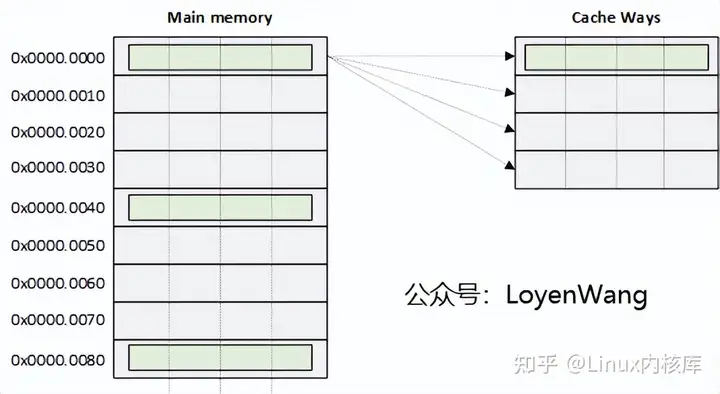 Main memory
Cache Ways
0x0000.0000
0x0000.0010
0x0000.0020
0x0000.0030
0x0000.0040
0x0000.0050
0x0000.0060
0x0000.0070
0x0000.0080
公众号：LoyenWang
知乎 @Linux内核库